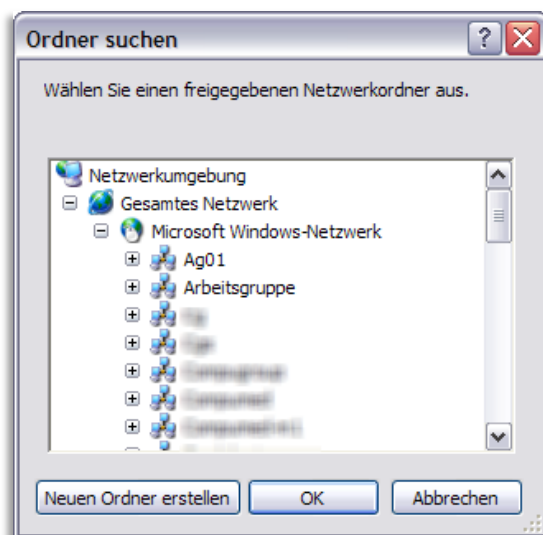 Ordner suchen
Wählen Sie einen freigegebenen Netzwerkordner aus.
Netzwerkumgebung
Gesamtes Netzwerk
Microsoft Windows-Netzwerk
Ag01
Arbeitsgruppe
Neuen Ordner erstellen OK Abbrechen